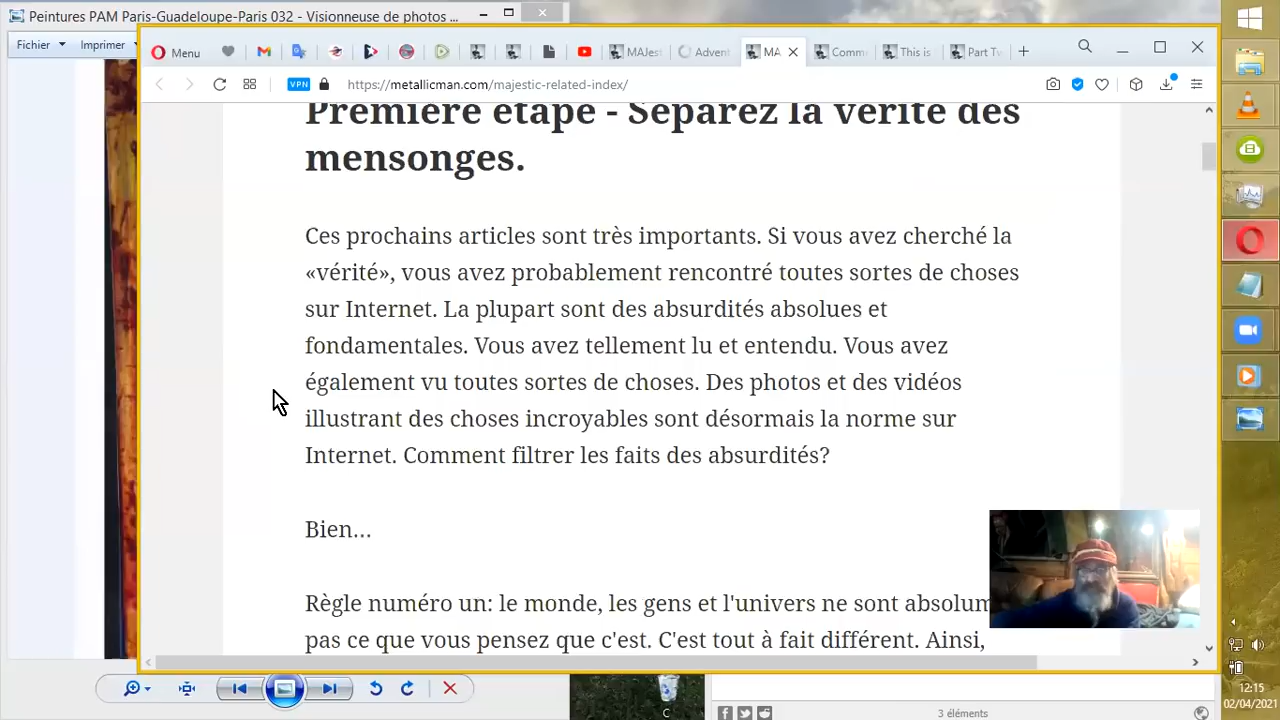 Peintures PAM Paris-Guadeloupe-Paris 032 - Visionneuse de photos ...
Fichier
Imprimer
Menu
MAJest
Advent
MA
Comm
This is
Part Tw
VPN
https://metallicman.com/majestic-related-index/
Première étape - Séparez la vérité des
mensonges.
Ces prochains articles sont très importants. Si vous avez cherché la
«vérité», vous avez probablement rencontré toutes sortes de choses
sur Internet. La plupart sont des absurdités absolues et
fondamentales. Vous avez tellement lu et entendu. Vous avez
également vu toutes sortes de choses. Des photos et des vidéos
illustrant des choses incroyables sont désormais la norme sur
Internet. Comment filtrer les faits des absurdités?
Bien...
Règle numéro un: le monde, les gens et l'univers ne sont absolum
pas ce que vous pensez que c'est. C'est tout à fait différent. Ainsi,
C
3 éléments
12:15
02/04/2021